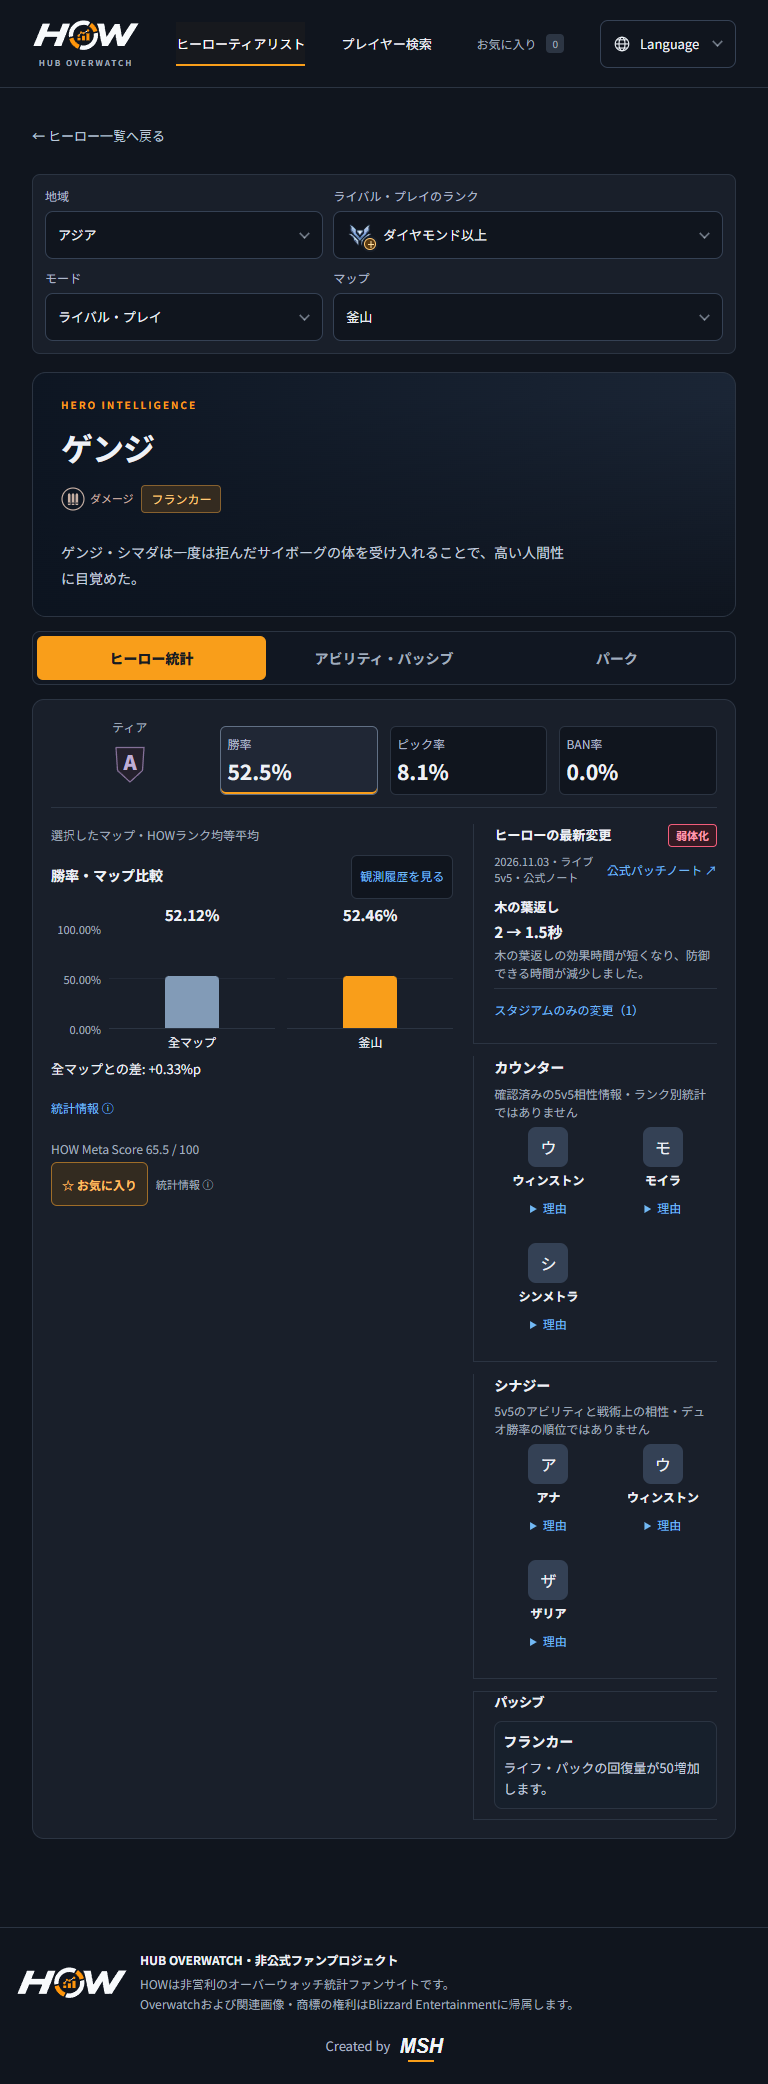 HOW
HUB OVERWATCH
ヒーローティアリスト
プレイヤー検索
お気に入り 0
Language
← ヒーロー一覧へ戻る
地域
ライバル・プレイのランク
アジア
ダイヤモンド以上
モード
マップ
ライバル・プレイ
釜山
HERO INTELLIGENCE
ゲンジ
ダメージ
フランカー
ゲンジ・シマダは一度は拒んだサイボーグの体を受け入れることで、高い人間性
に目覚めた。
ヒーロー統計
アビリティ・パッシブ
パーク
ティア
A
勝率
52.5%
ピック率
8.1%
BAN率
0.0%
選択したマップ・HOWランク均等平均
勝率・マップ比較
観測履歴を見る
52.12%
52.46%
100.00%
50.00%
0.00%
全マップ
釜山
全マップとの差: +0.33%p
統計情報 ⓘ
HOW Meta Score 65.5 / 100
☆ お気に入り
統計情報 ⓘ
ヒーローの最新変更
弱体化
2026.11.03・ライブ
5v5・公式ノート
公式パッチノート ↗
木の葉返し
2 → 1.5秒
木の葉返しの効果時間が短くなり、防御
できる時間が減少しました。
スタジアムのみの変更（1）
カウンター
確認済みの5v5相性情報・ランク別統計
ではありません
ウ
モ
ウィンストン
モイラ
▶ 理由
▶ 理由
シ
シンメトラ
▶ 理由
シナジー
5v5のアビリティと戦術上の相性・デュ
オ勝率の順位ではありません
ア
ウ
アナ
ウィンストン
▶ 理由
▶ 理由
ザ
ザリア
▶ 理由
パッシブ
フランカー
ライフ・パックの回復量が50増加
します。
HOW
HUB OVERWATCH・非公式ファンプロジェクト
HOWは非営利のオーバーウォッチ統計ファンサイトです。
Overwatchおよび関連画像・商標の権利はBlizzard Entertainmentに帰属します。
Created by MSH